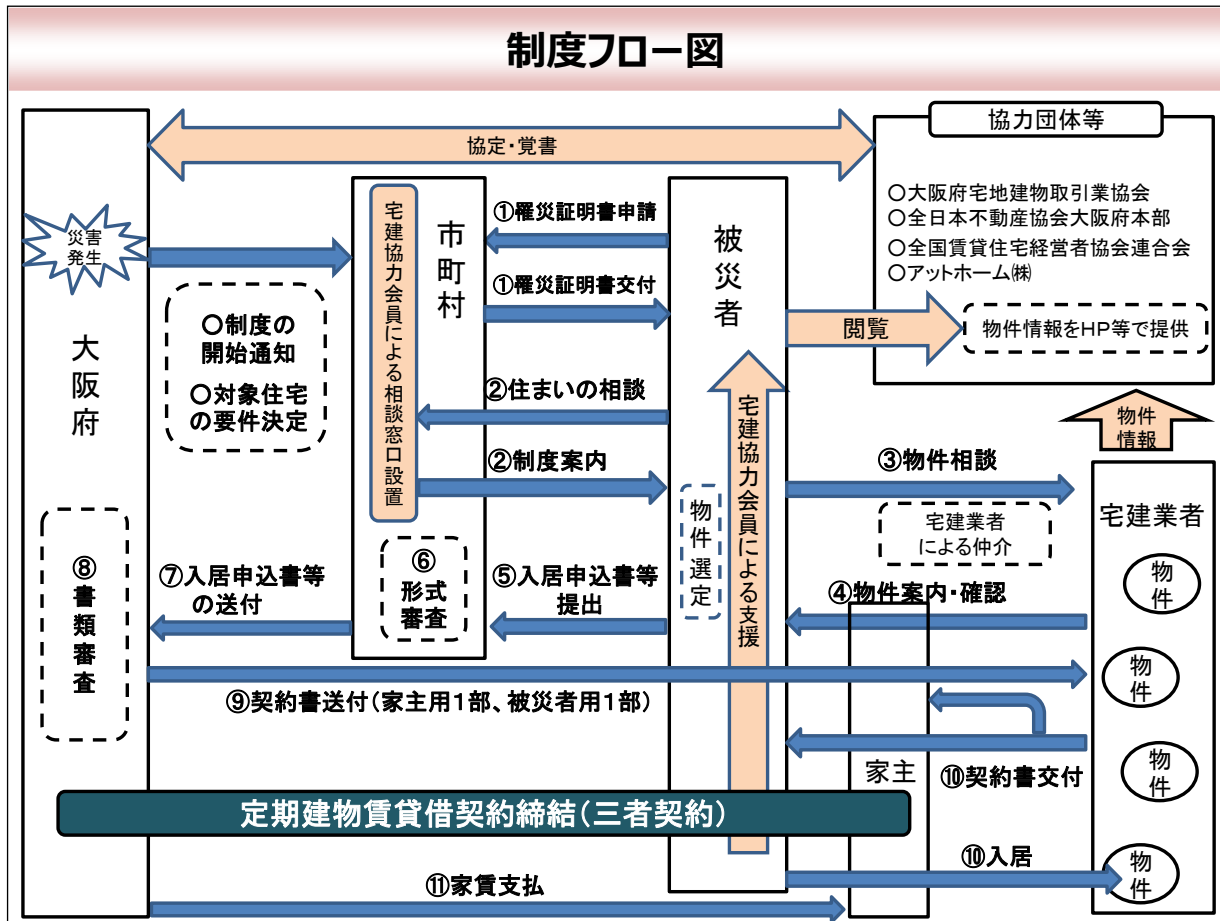 制度フロー図
協力団体等
協定・覚書
○大阪府宅地建物取引業協会
○全日本不動産協会大阪府本部
○全国賃貸住宅経営者協会連合会
○アットホーム㈱
物件情報をHP等で提供
閲覧
物件
情報
災害
発生
大阪府
○制度の
開始通知
○対象住宅
の要件決定
市町村
宅建協力会員による相談窓口設置
①罹災証明書申請
①罹災証明書交付
被災者
②住まいの相談
②制度案内
物件選定
宅建協力会員による支援
③物件相談
宅建業者
による仲介
宅建業者
物件
物件
物件
物件
④物件案内・確認
⑤入居申込書等
提出
⑥
形式
審査
⑦入居申込書等
の送付
⑧書類審査
⑨契約書送付(家主用1部、被災者用1部)
家主
⑩契約書交付
定期建物賃貸借契約締結(三者契約)
⑩入居
⑪家賃支払